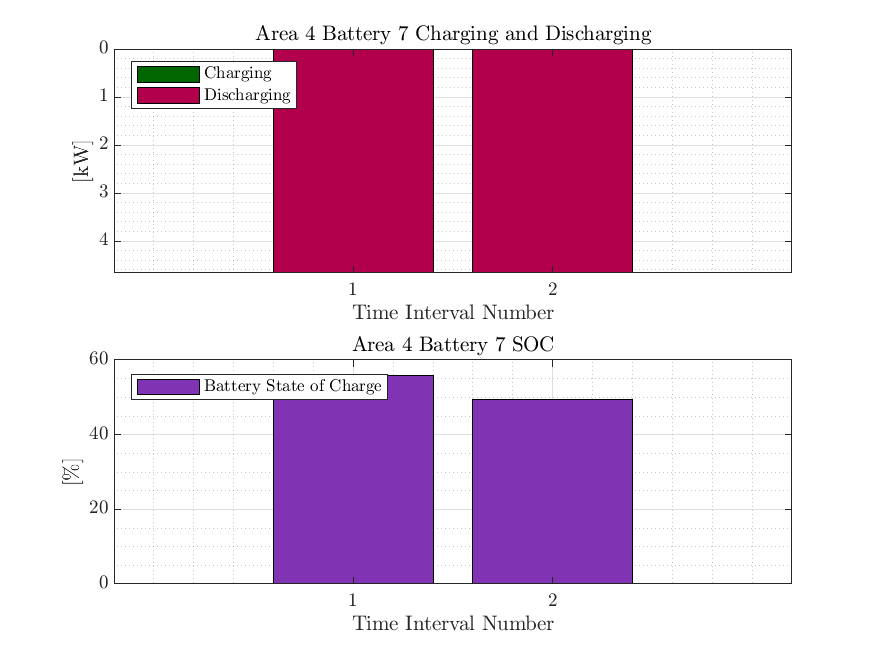 Area 4 Battery 7 Charging and Discharging
0
1
2
3
4
[kW]
Charging
Discharging
1 2
Time Interval Number
Area 4 Battery 7 SOC
60
40
20
0
[%]
Battery State of Charge
1 2
Time Interval Number